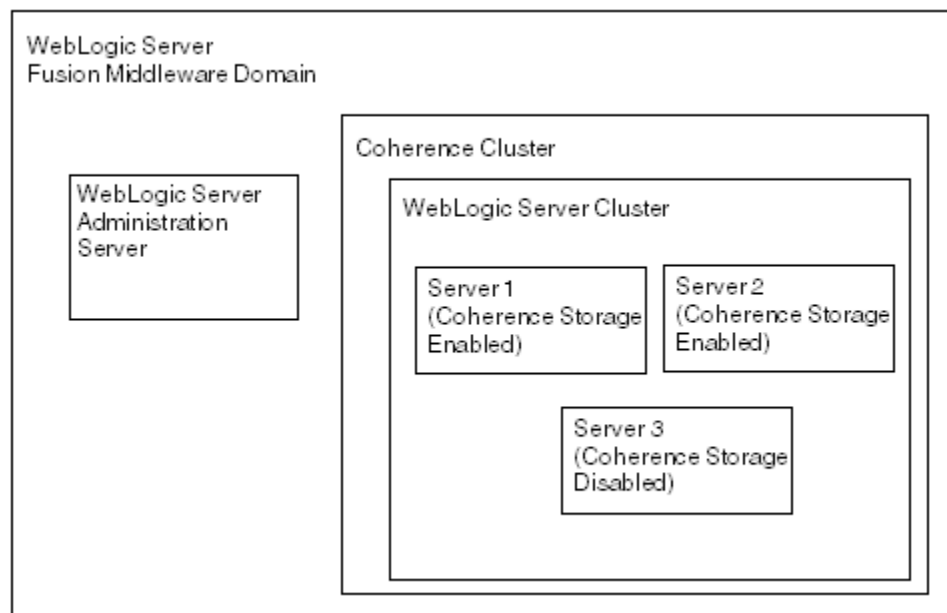 WebLogic Server
Fusion Middleware Domain
Coherence Cluster
WebLogic Server
Administration
Server
WebLogic Server Cluster
Server 1
(Coherence Storage
Enabled)
Server 2
(Coherence Storage
Enabled)
Server 3
(Coherence Storage
Disabled)